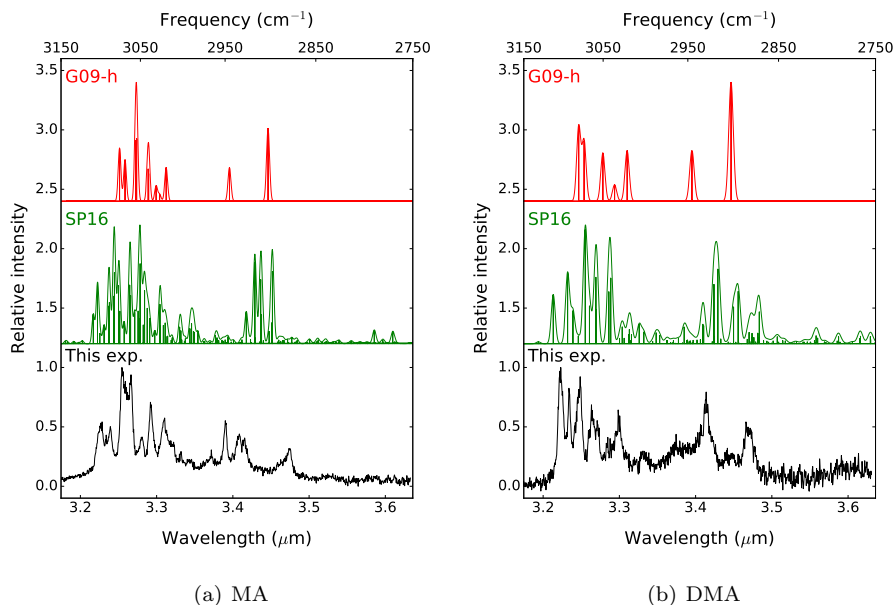 Frequency (cm⁻¹)
3150 3050 2950 2850 2750
G09-h
SP16
This exp.
3.5
3.0
2.5
2.0
1.5
1.0
0.5
0.0
Relative intensity
3.2 3.3 3.4 3.5 3.6
Wavelength (μm)
(a) MA
Frequency (cm⁻¹)
3150 3050 2950 2850 2750
G09-h
SP16
This exp.
3.5
3.0
2.5
2.0
1.5
1.0
0.5
0.0
Relative intensity
3.2 3.3 3.4 3.5 3.6
Wavelength (μm)
(b) DMA